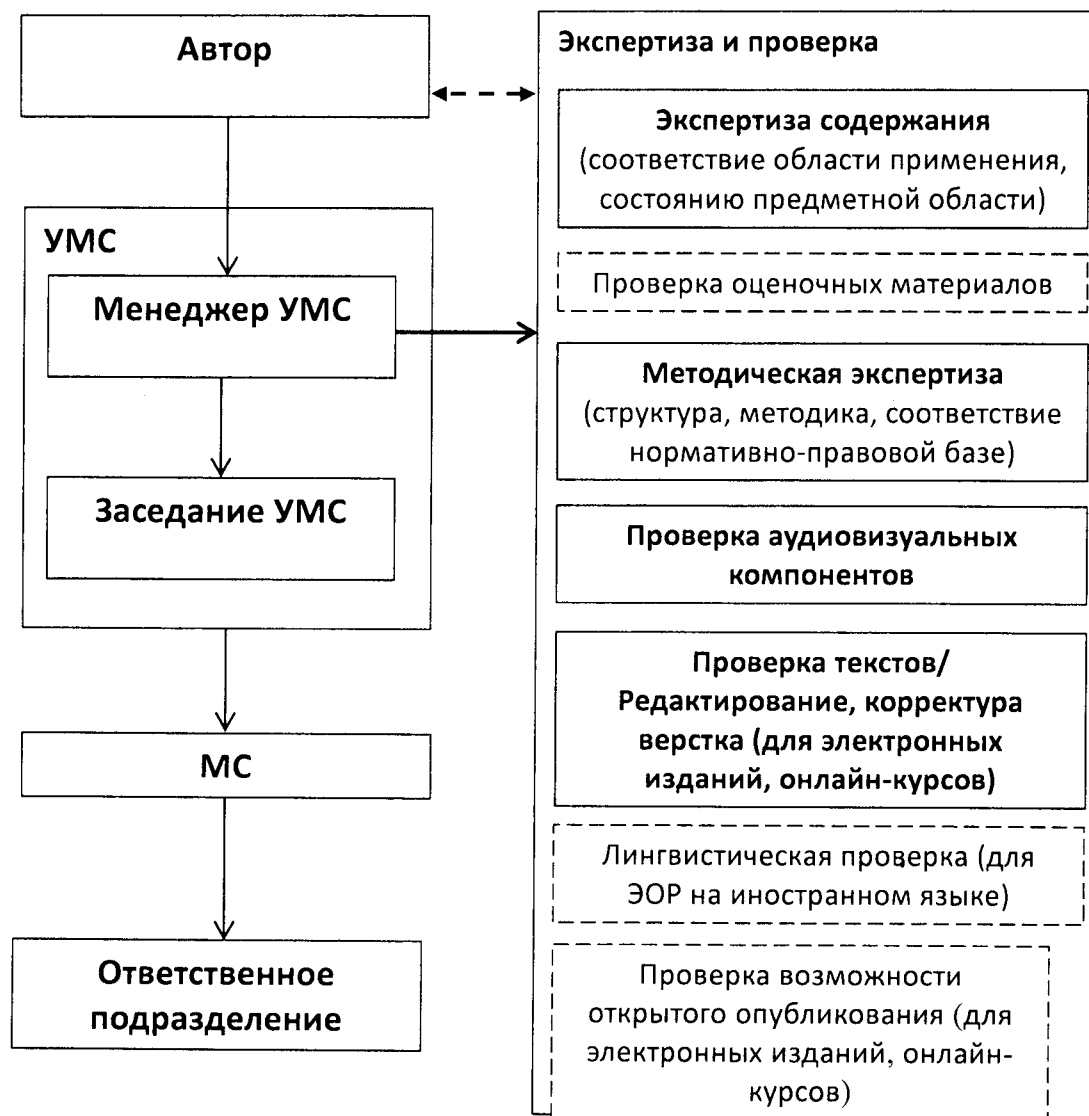 Автор
УМС
Менеджер УМС
Заседание УМС
МС
Ответственное
подразделение
Экспертиза и проверка
Экспертиза содержания
(соответствие области применения,
состоянию предметной области)
Проверка оценочных материалов
Методическая экспертиза
(структура, методика, соответствие
нормативно-правовой базе)
Проверка аудиовизуальных
компонентов
Проверка текстов/
Редактирование, корректура
верстка (для электронных
изданий, онлайн-курсов)
Лингвистическая проверка (для
ЭОР на иностранном языке)
Проверка возможности
открытого опубликования (для
электронных изданий, онлайн-
курсов)